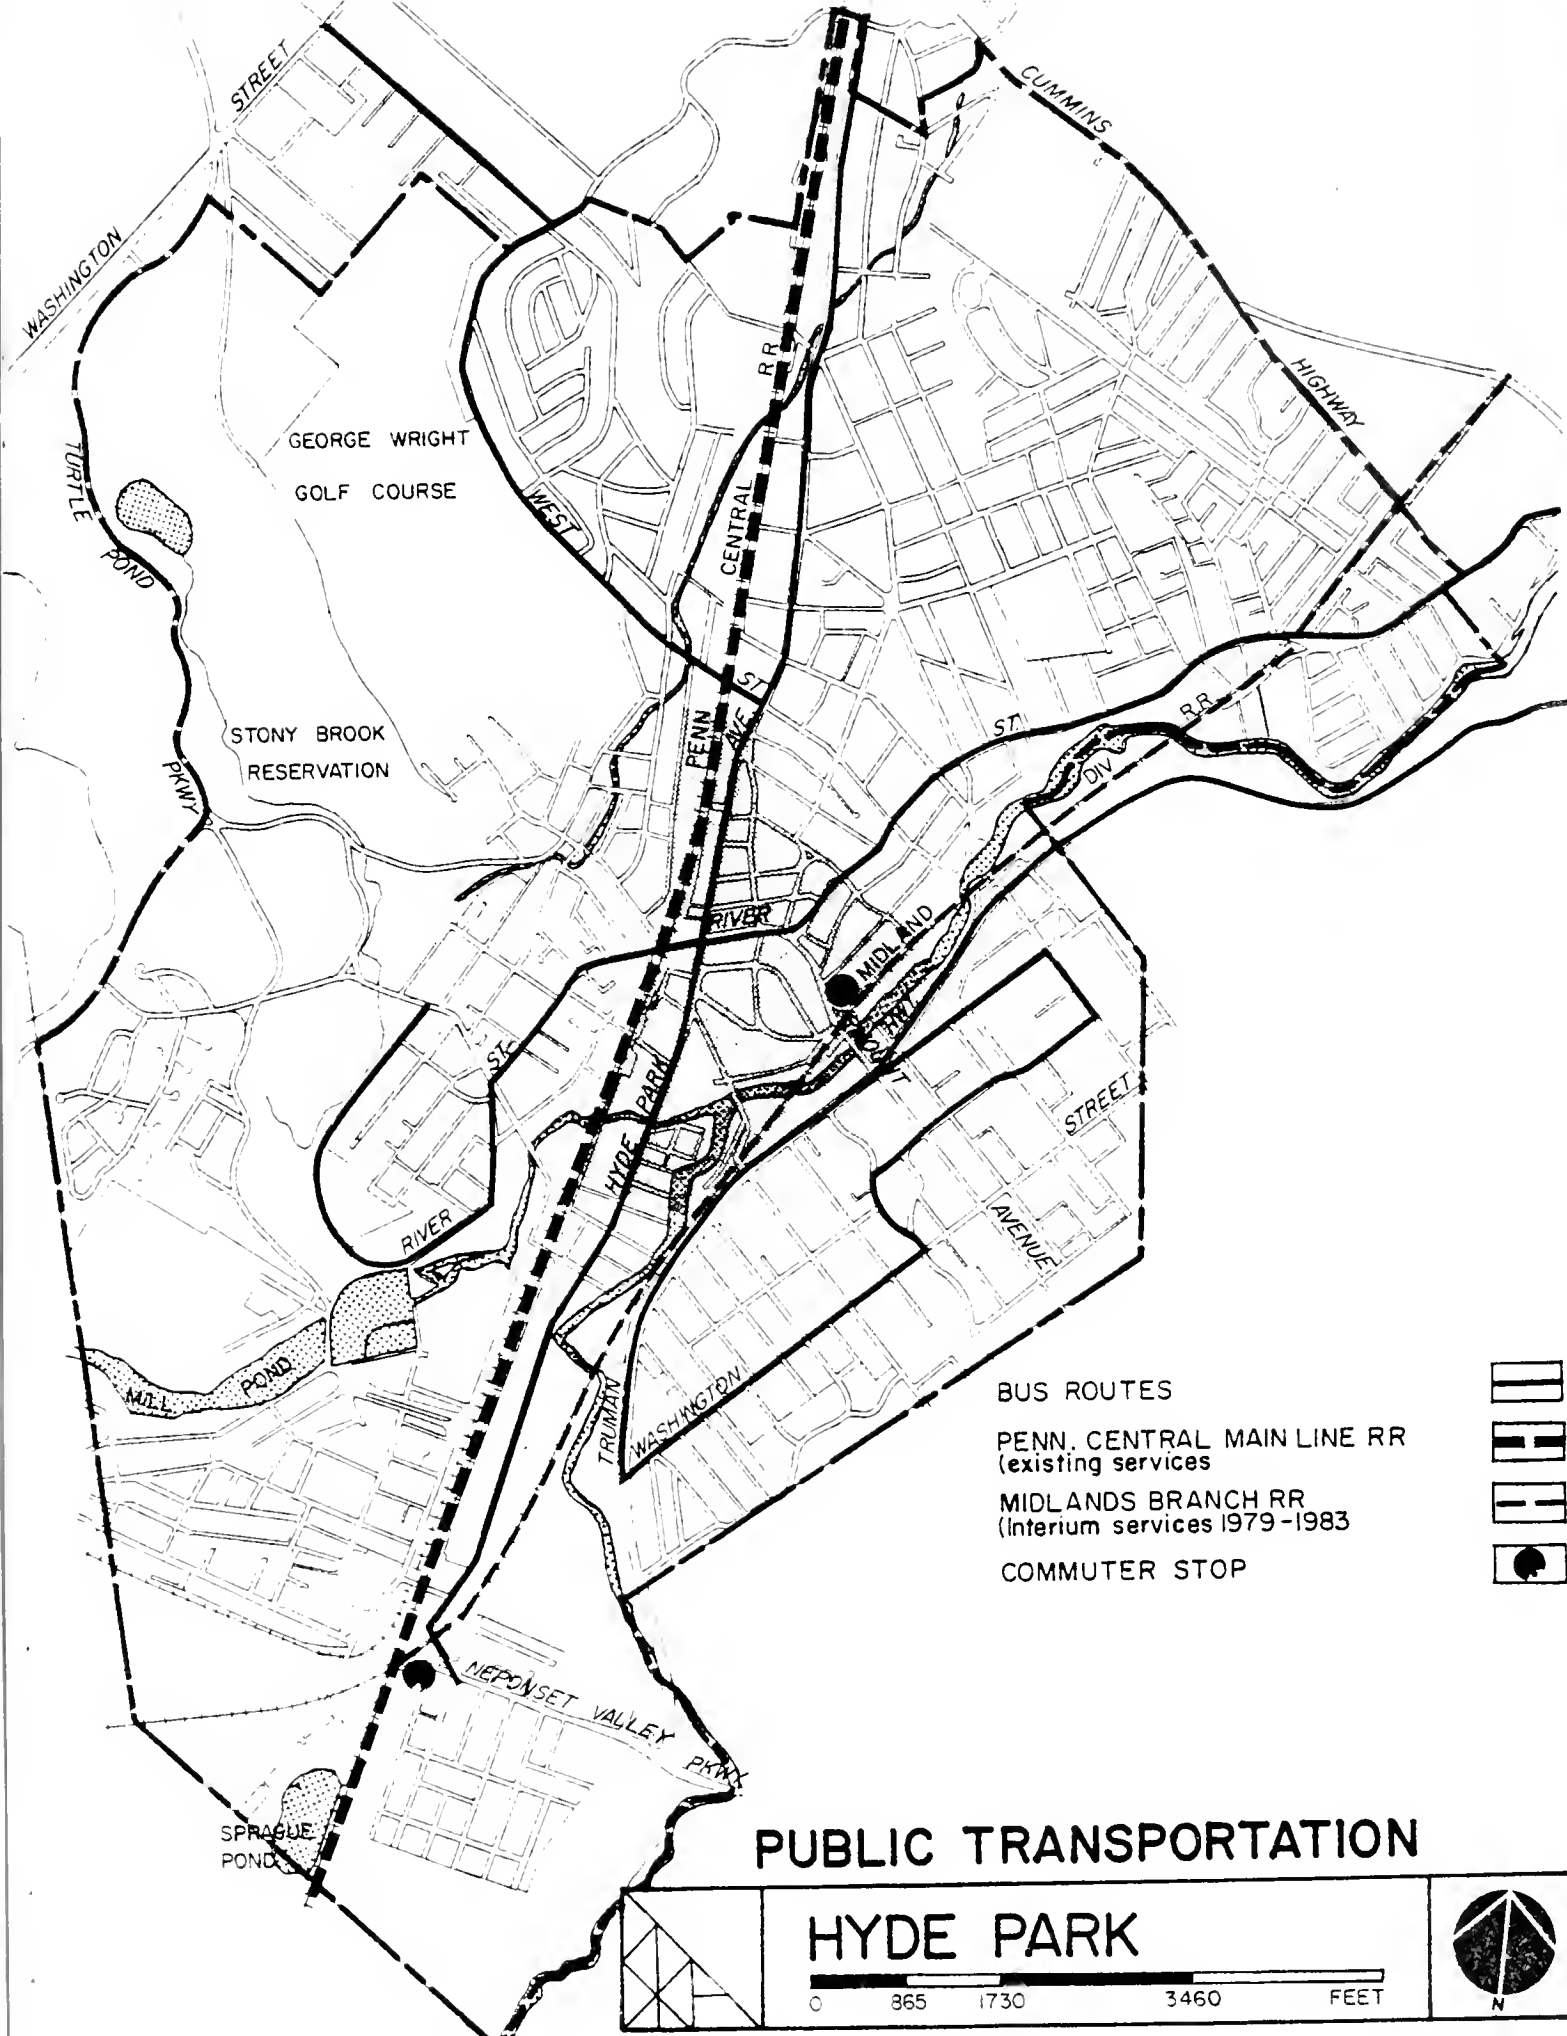 STREET
CUMMINS
WASHINGTON
HIGHWAY
RR
TURTLE
GEORGE WRIGHT
GOLF COURSE
WEST
CENTRAL
POND
ST
STONY BROOK
RESERVATION
PENN
AVE.
ST.
R.R.
DIV
PKWY
RIVER
MIDLAND
ST.
PARK
HYDE
STREET
RIVER
AVENUE
MILL
POND
TRUMAN
WASHINGTON
BUS ROUTES
PENN. CENTRAL MAIN LINE RR
(existing services
MIDLANDS BRANCH RR
(Interium services 1979-1983
COMMUTER STOP
NEPONSET VALLEY
PKWY.
SPRAGUE
POND
PUBLIC TRANSPORTATION
HYDE PARK
0 865 1730 3460 FEET
N